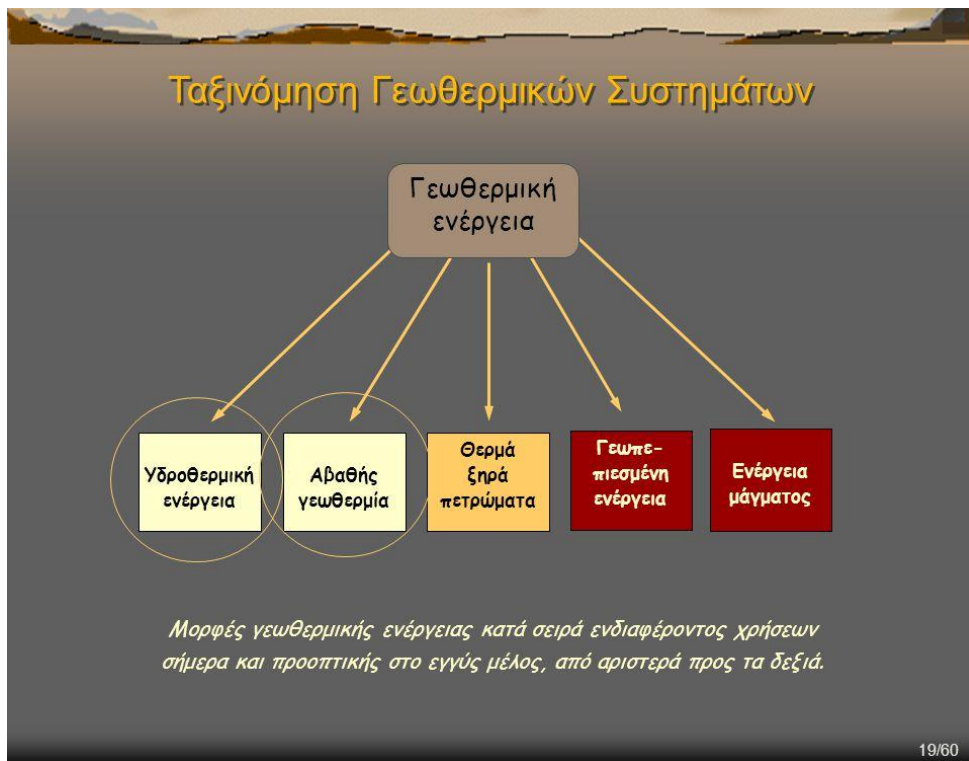 Ταξινόμηση Γεωθερμικών Συστημάτων
Γεωθερμική
ενέργεια
Υδροθερμική
ενέργεια
Αβαθής
γεωθερμία
Θερμά
ξηρά
πετρώματα
Γεωπε-
πιεσμένη
ενέργεια
Ενέργεια
μάγματος
Μορφές γεωθερμικής ενέργειας κατά σειρά ενδιαφέροντος χρήσεων
σήμερα και προοπτικής στο εγγύς μέλος, από αριστερά προς τα δεξιά.
19/60